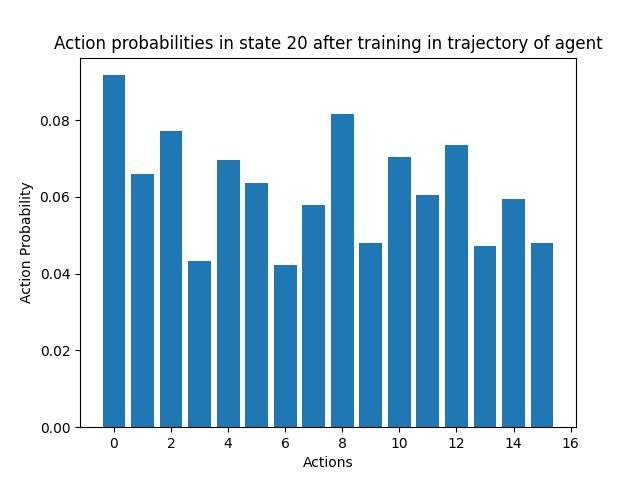 Action probabilities in state 20 after training in trajectory of agent
0.08
0.06
0.04
0.02
0.00
Action Probability
0 2 4 6 8 10 12 14 16
Actions